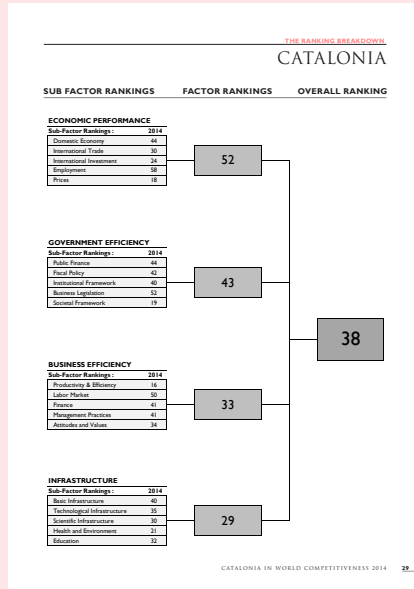 THE RANKING BREAKDOWN
CATALONIA
SUB FACTOR RANKINGS FACTOR RANKINGS OVERALL RANKING
ECONOMIC PERFORMANCE
Sub-Factor Rankings : 2014
Domestic Economy 44
International Trade 30
International Investment 24
Employment 58
Prices 18
52
GOVERNMENT EFFICIENCY
Sub-Factor Rankings : 2014
Public Finance 44
Fiscal Policy 42
Institutional Framework 40
Business Legislation 52
Societal Framework 19
43
38
BUSINESS EFFICIENCY
Sub-Factor Rankings : 2014
Productivity & Efficiency 16
Labor Market 50
Finance 41
Management Practices 41
Attitudes and Values 34
33
INFRASTRUCTURE
Sub-Factor Rankings : 2014
Basic Infrastructure 40
Technological Infrastructure 35
Scientific Infrastructure 30
Health and Environment 21
Education 32
29
CATALONIA IN WORLD COMPETITIVENESS 2014 29